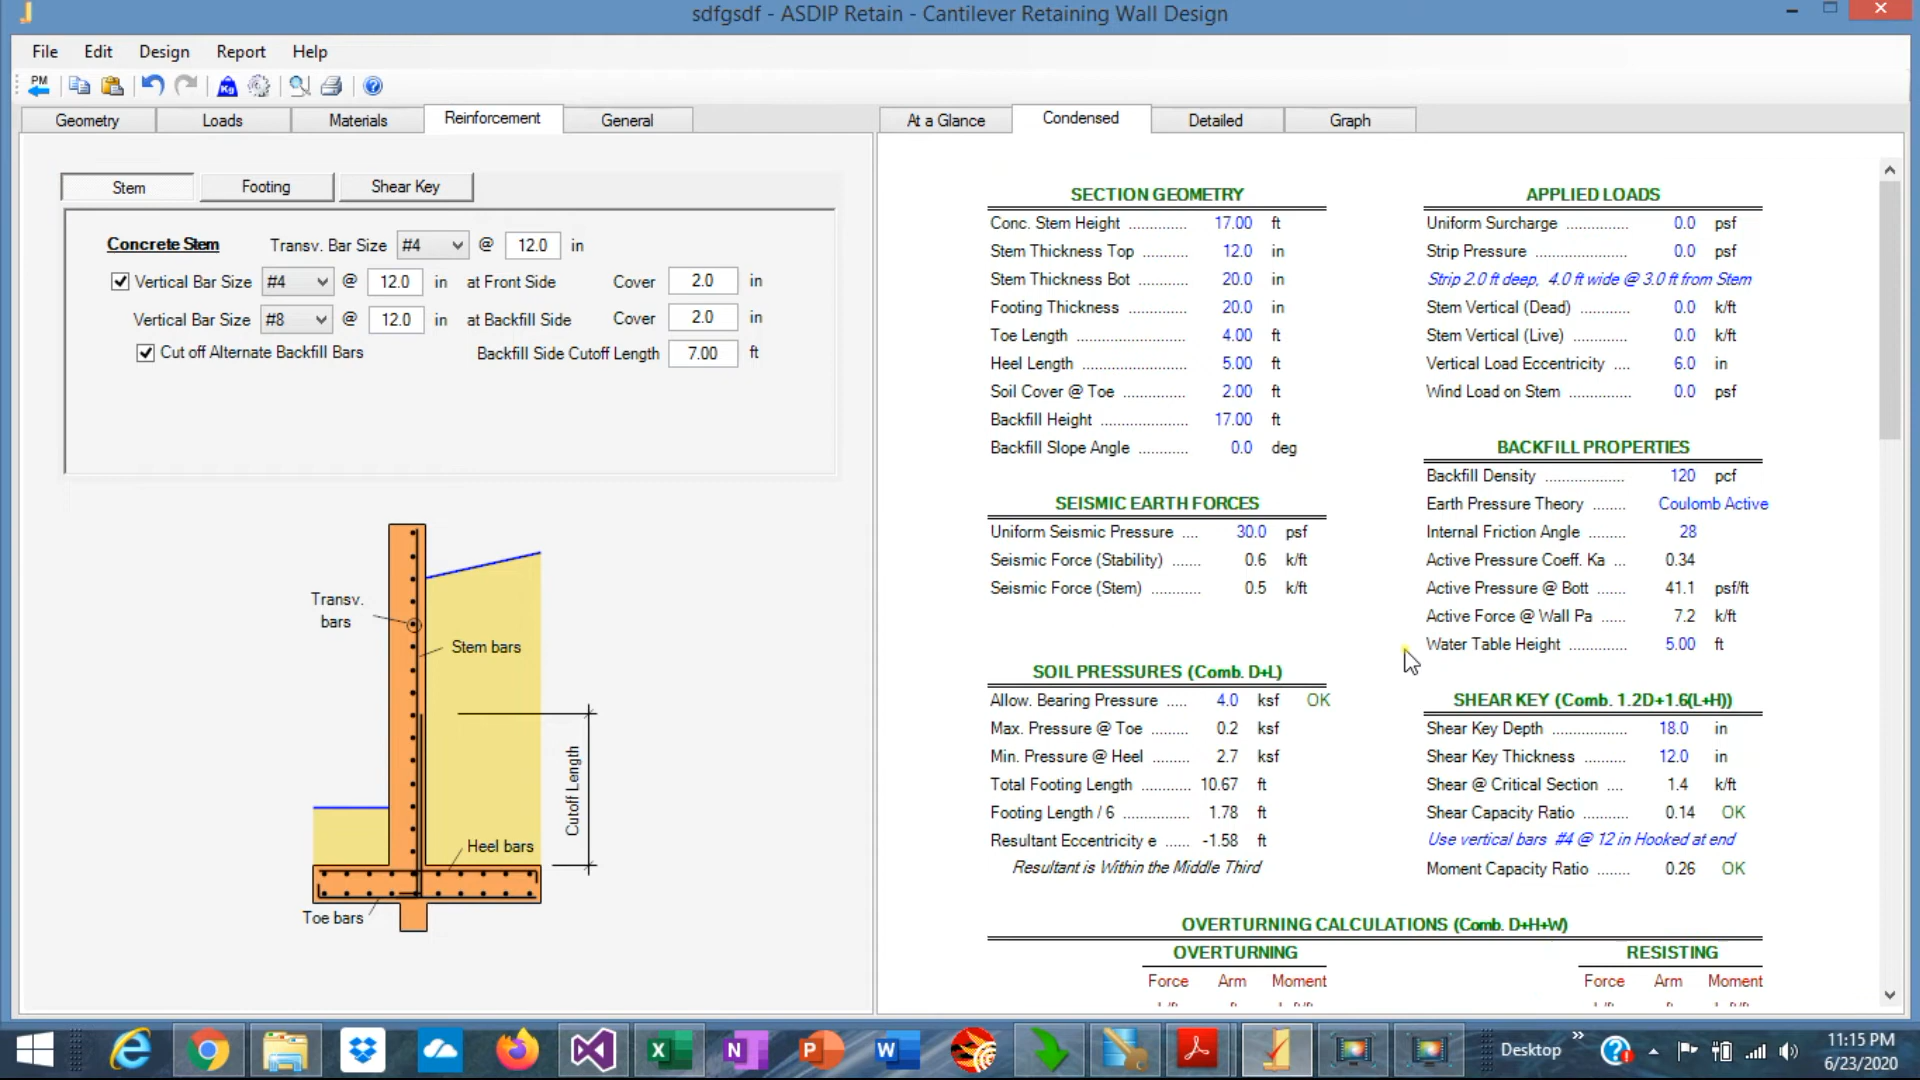 sdfgsdf - ASDIP Retain - Cantilever Retaining Wall Design
File Edit Design Report Help
PM
Kg
Geometry Loads Materials Reinforcement General
At a Glance Condensed Detailed Graph
Stem Footing Shear Key
Concrete Stem Transv. Bar Size #4 @ 12.0 in
Vertical Bar Size #4 @ 12.0 in at Front Side Cover 2.0 in
Vertical Bar Size #8 @ 12.0 in at Backfill Side Cover 2.0 in
Cut off Alternate Backfill Bars Backfill Side Cutoff Length 7.00 ft
Transv.
bars
Stem bars
Cutoff Length
Heel bars
Toe bars
SECTION GEOMETRY
Conc. Stem Height ............... 17.00 ft
Stem Thickness Top ........... 12.0 in
Stem Thickness Bot ........... 20.0 in
Footing Thickness .............. 20.0 in
Toe Length ........................ 4.00 ft
Heel Length ....................... 5.00 ft
Soil Cover @ Toe .............. 2.00 ft
Backfill Height .................... 17.00 ft
Backfill Slope Angle ........... 0.0 deg
SEISMIC EARTH FORCES
Uniform Seismic Pressure .... 30.0 psf
Seismic Force (Stability) ....... 0.6 k/ft
Seismic Force (Stem) ............ 0.5 k/ft
SOIL PRESSURES (Comb. D+L)
Allow. Bearing Pressure ..... 4.0 ksf OK
Max. Pressure @ Toe ......... 0.2 ksf
Min. Pressure @ Heel ......... 2.7 ksf
Total Footing Length ............ 10.67 ft
Footing Length / 6 ................ 1.78 ft
Resultant Eccentricity e ...... -1.58 ft
Resultant is Within the Middle Third
APPLIED LOADS
Uniform Surcharge .............. 0.0 psf
Strip Pressure ..................... 0.0 psf
Strip 2.0 ft deep, 4.0 ft wide @ 3.0 ft from Stem
Stem Vertical (Dead) ............ 0.0 k/ft
Stem Vertical (Live) ............. 0.0 k/ft
Vertical Load Eccentricity .... 6.0 in
Wind Load on Stem .............. 0.0 psf
BACKFILL PROPERTIES
Backfill Density .................... 120 pcf
Earth Pressure Theory ........ Coulomb Active
Internal Friction Angle ......... 28
Active Pressure Coeff. Ka ... 0.34
Active Pressure @ Bott ....... 41.1 psf/ft
Active Force @ Wall Pa ...... 7.2 k/ft
Water Table Height .............. 5.00 ft
SHEAR KEY (Comb. 1.2D+1.6(L+H))
Shear Key Depth .................. 18.0 in
Shear Key Thickness ......... 12.0 in
Shear @ Critical Section .... 1.4 k/ft
Shear Capacity Ratio .......... 0.14 OK
Use vertical bars #4 @ 12 in Hooked at end
Moment Capacity Ratio ....... 0.26 OK
OVERTURNING CALCULATIONS (Comb. D+H+W)
OVERTURNING RESISTING
Force Arm Moment Force Arm Moment
Desktop
11:15 PM
6/23/2020